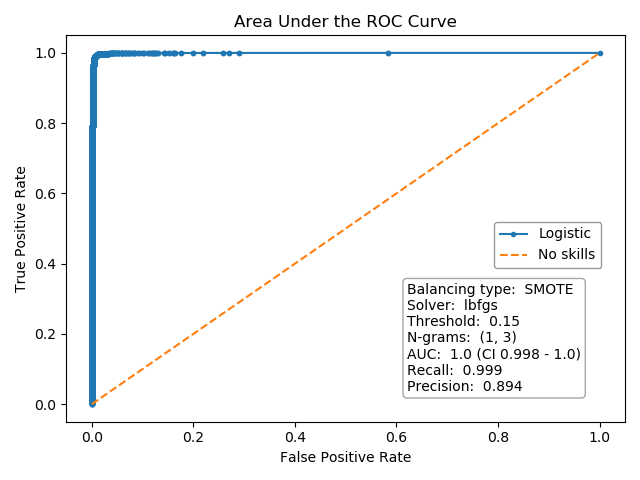 Area Under the ROC Curve
True Positive Rate
1.0
0.8
0.6
0.4
0.2
0.0
Logistic
No skills
Balancing type:  SMOTE
Solver:  lbfgs
Threshold:  0.15
N-grams:  (1, 3)
AUC:  1.0 (CI 0.998 - 1.0)
Recall:  0.999
Precision:  0.894
0.0 0.2 0.4 0.6 0.8 1.0
False Positive Rate